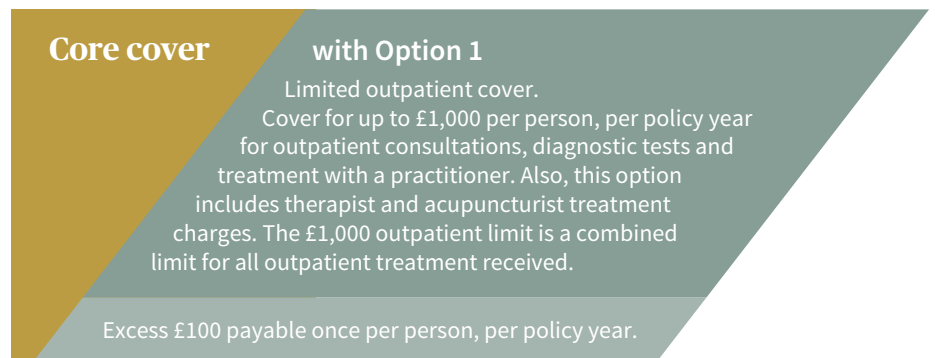 Core cover
with Option 1
Limited outpatient cover.
Cover for up to £1,000 per person, per policy year
for outpatient consultations, diagnostic tests and
treatment with a practitioner. Also, this option
includes therapist and acupuncturist treatment
charges. The £1,000 outpatient limit is a combined
limit for all outpatient treatment received.
Excess £100 payable once per person, per policy year.